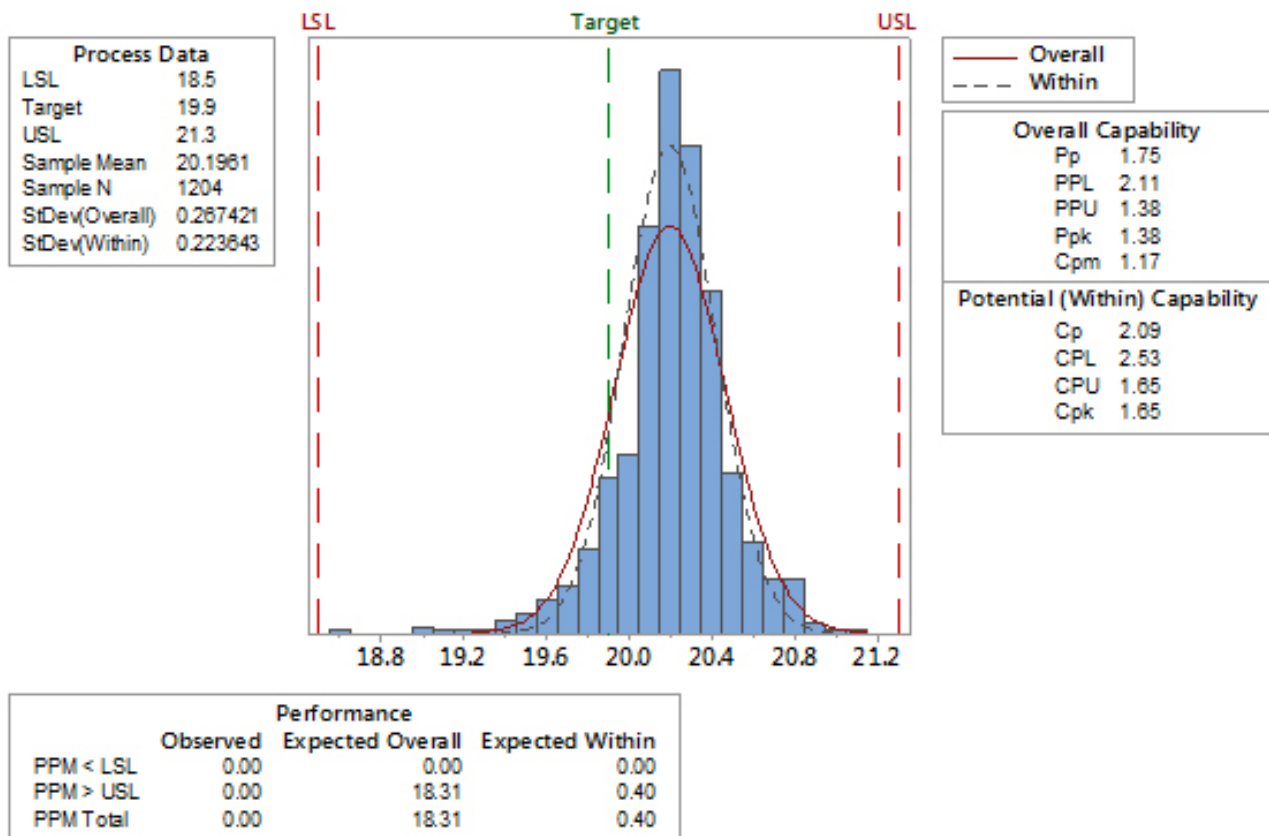 LSL Target USL
Process Data
LSL 18.5
Target 19.9
USL 21.3
Sample Mean 20.1961
Sample N 1204
StDev(Overall) 0.267421
StDev(Within) 0.223643
Overall
Within
Overall Capability
Pp 1.75
PPL 2.11
PPU 1.38
Ppk 1.38
Cpm 1.17
Potential (Within) Capability
Cp 2.09
CPL 2.53
CPU 1.65
Cpk 1.65
18.8 19.2 19.6 20.0 20.4 20.8 21.2
Performance
Observed Expected Overall Expected Within
PPM < LSL 0.00 0.00 0.00
PPM > USL 0.00 18.31 0.40
PPM Total 0.00 18.31 0.40